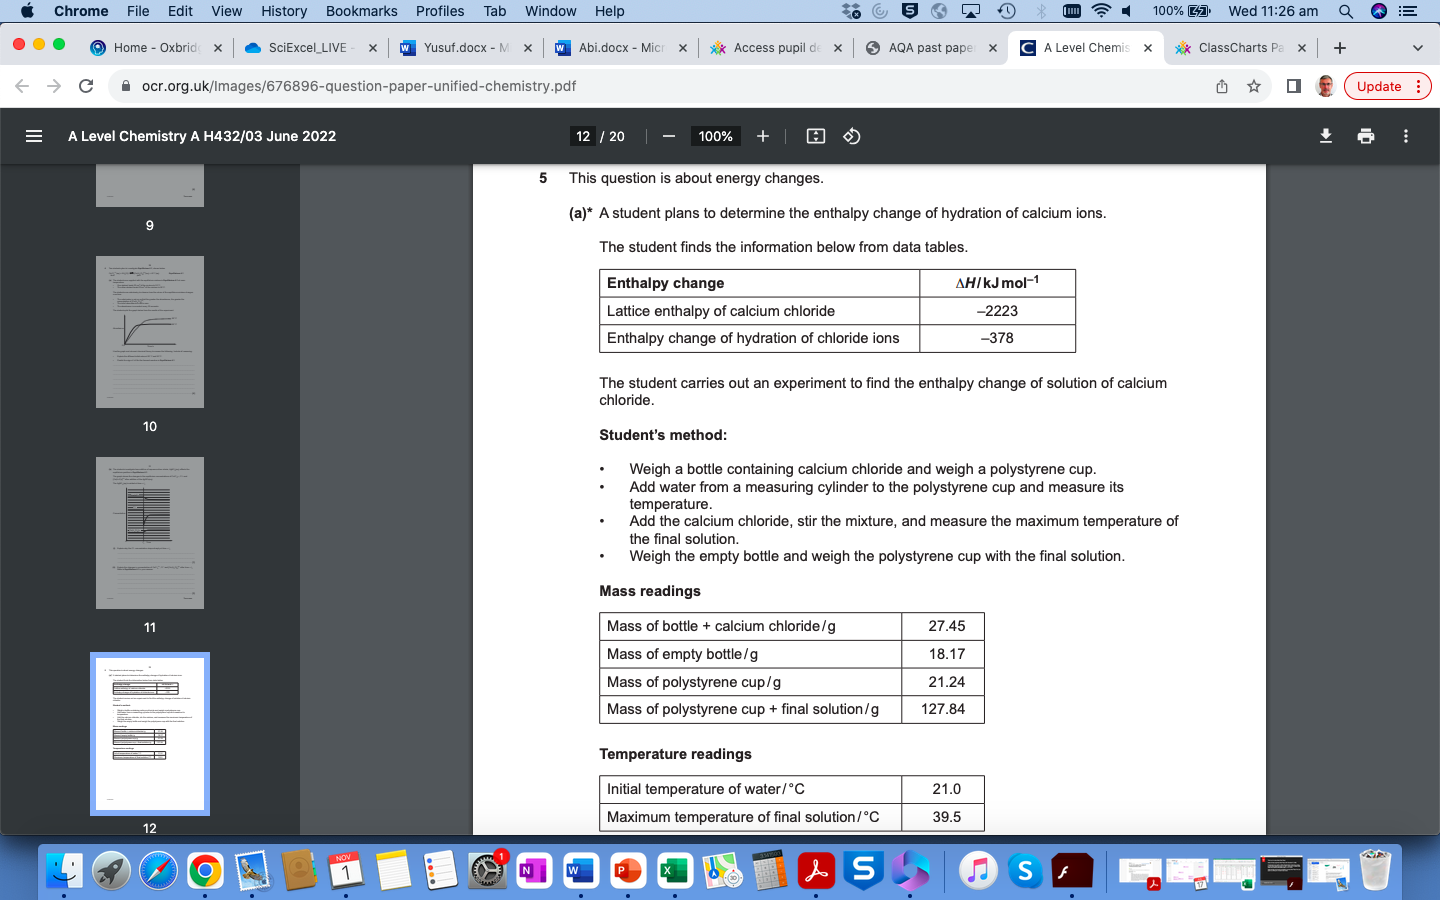 Chrome File Edit View History Bookmarks Profiles Tab Window Help 100% Wed 11:26 am
Home - Oxbrid SciExcel_LIVE - Yusuf.docx - M Abi.docx - Micr Access pupil de AQA past pape A Level Chemis ClassCharts Pa
ocr.org.uk/Images/676896-question-paper-unified-chemistry.pdf Update
A Level Chemistry A H432/03 June 2022 12 / 20 100%
9
10
11
12
5 This question is about energy changes.
(a)* A student plans to determine the enthalpy change of hydration of calcium ions.
The student finds the information below from data tables.
Enthalpy change ΔH/kJ mol–1
Lattice enthalpy of calcium chloride –2223
Enthalpy change of hydration of chloride ions –378
The student carries out an experiment to find the enthalpy change of solution of calcium
chloride.
Student's method:
• Weigh a bottle containing calcium chloride and weigh a polystyrene cup.
• Add water from a measuring cylinder to the polystyrene cup and measure its
temperature.
• Add the calcium chloride, stir the mixture, and measure the maximum temperature of
the final solution.
• Weigh the empty bottle and weigh the polystyrene cup with the final solution.
Mass readings
Mass of bottle + calcium chloride/g 27.45
Mass of empty bottle/g 18.17
Mass of polystyrene cup/g 21.24
Mass of polystyrene cup + final solution/g 127.84
Temperature readings
Initial temperature of water/°C 21.0
Maximum temperature of final solution/°C 39.5
NOV
1
1